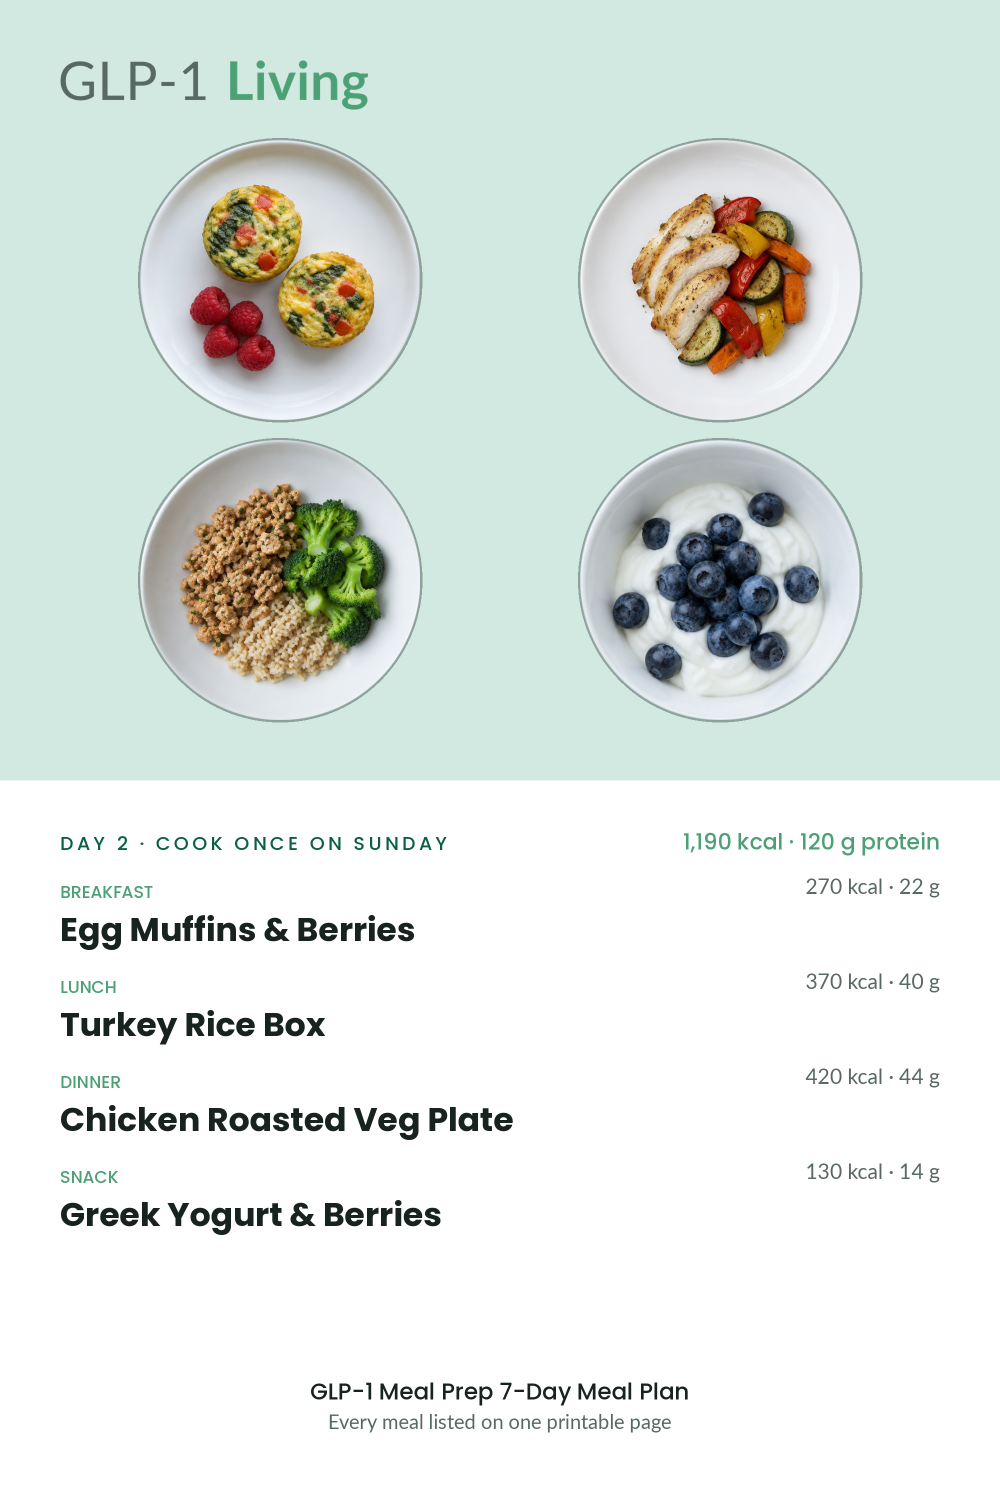 GLP-1 Living
DAY 2 · COOK ONCE ON SUNDAY
1,190 kcal · 120 g protein
BREAKFAST
270 kcal · 22 g
Egg Muffins & Berries
LUNCH
370 kcal · 40 g
Turkey Rice Box
DINNER
420 kcal · 44 g
Chicken Roasted Veg Plate
SNACK
130 kcal · 14 g
Greek Yogurt & Berries
GLP-1 Meal Prep 7-Day Meal Plan
Every meal listed on one printable page